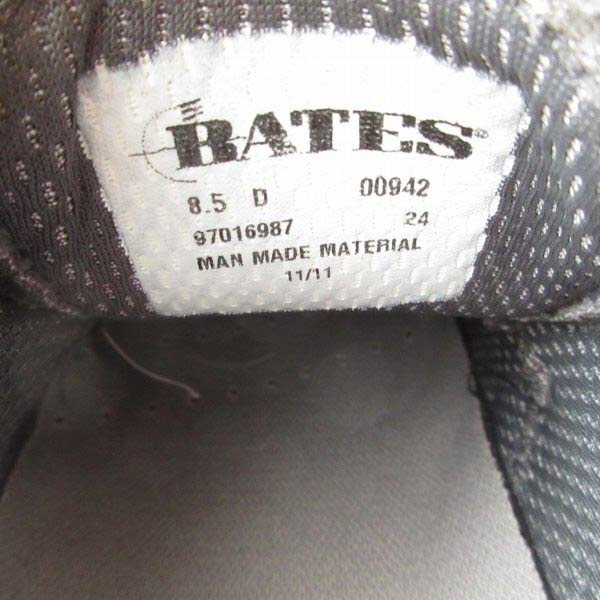 BATES®
8.5 D 00942
97016987 24
MAN MADE MATERIAL
11/11